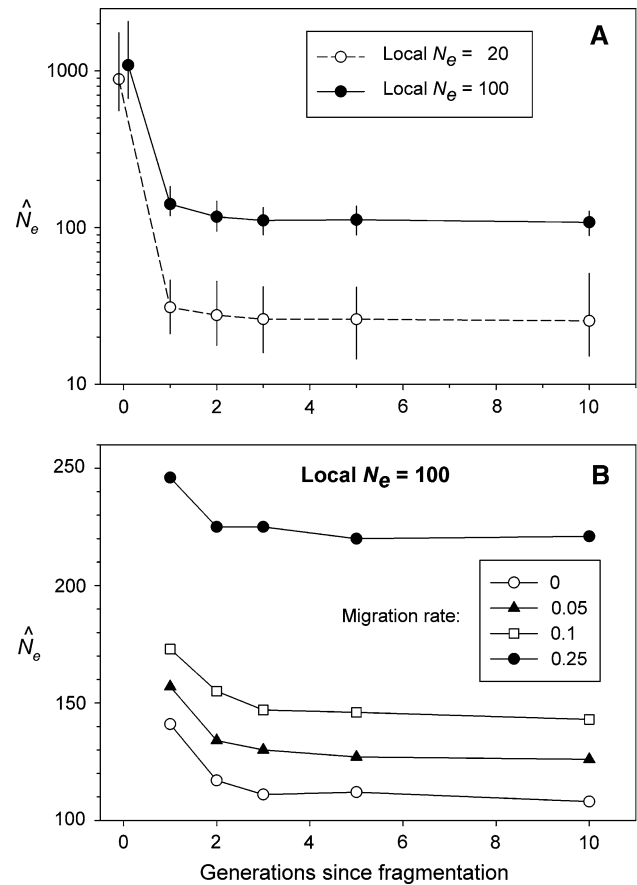 A
Local Ne = 20
Local Ne = 100
1000
100
10
N̂e
0 2 4 6 8 10
B
Local Ne = 100
250
200
150
100
N̂e
Migration rate:
0
0.05
0.1
0.25
0 2 4 6 8 10
Generations since fragmentation